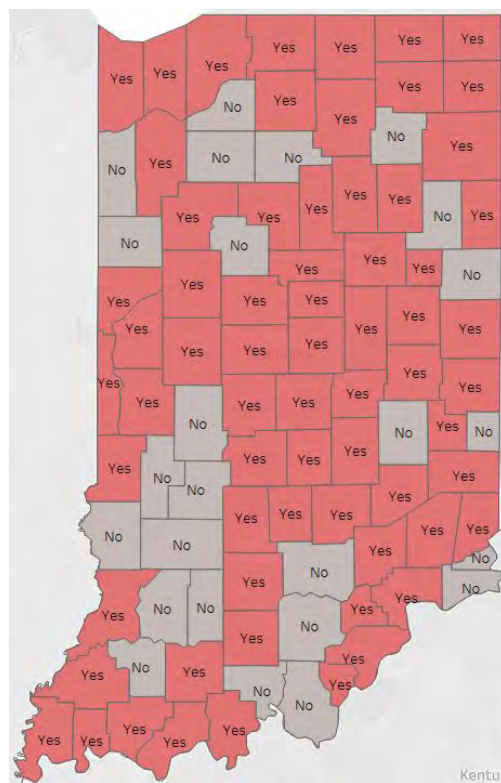 Yes Yes Yes Yes Yes Yes Yes
Yes Yes
No Yes
Yes No
Yes
No Yes No No
Yes Yes Yes Yes Yes No Yes
No No
Yes Yes Yes Yes No
Yes Yes Yes Yes Yes Yes
Yes Yes Yes Yes
Yes Yes No Yes Yes Yes Yes Yes
No Yes No
Yes No Yes Yes Yes Yes
No Yes Yes Yes Yes
No No Yes Yes Yes
No
Yes No No
Yes No No Yes Yes
No
Yes Yes
Yes No Yes No Yes
No
Yes Yes Yes Yes Yes
Kentu